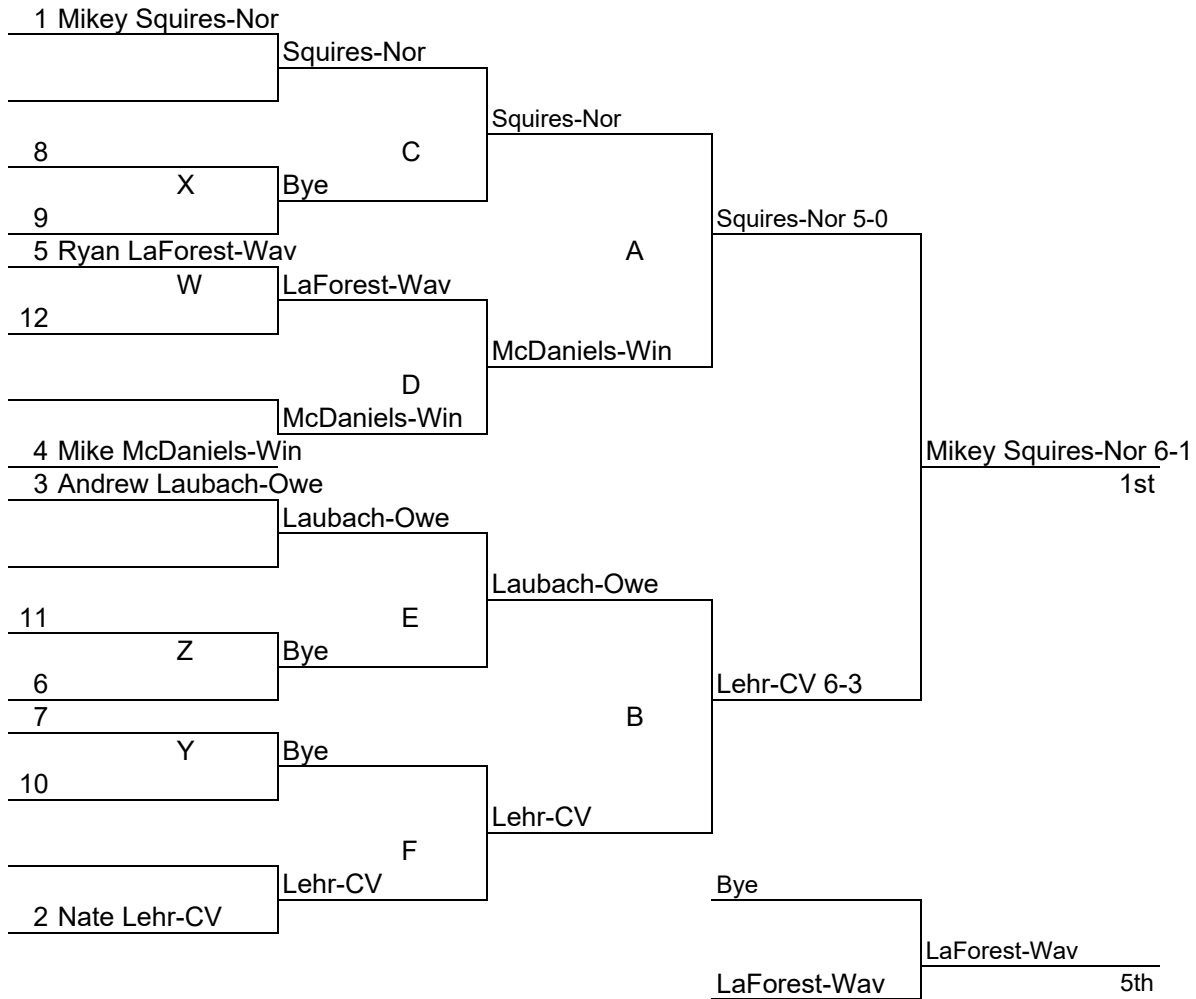 1 Mikey Squires-Nor
Squires-Nor
Squires-Nor
8
C
X
Bye
9
Squires-Nor 5-0
5 Ryan LaForest-Wav
A
W
LaForest-Wav
12
McDaniels-Win
D
McDaniels-Win
4 Mike McDaniels-Win
Mikey Squires-Nor 6-1
3 Andrew Laubach-Owe
1st
Laubach-Owe
Laubach-Owe
11
E
Z
Bye
6
Lehr-CV 6-3
7
B
Y
Bye
10
Lehr-CV
F
Lehr-CV
Bye
2 Nate Lehr-CV
LaForest-Wav
LaForest-Wav
5th